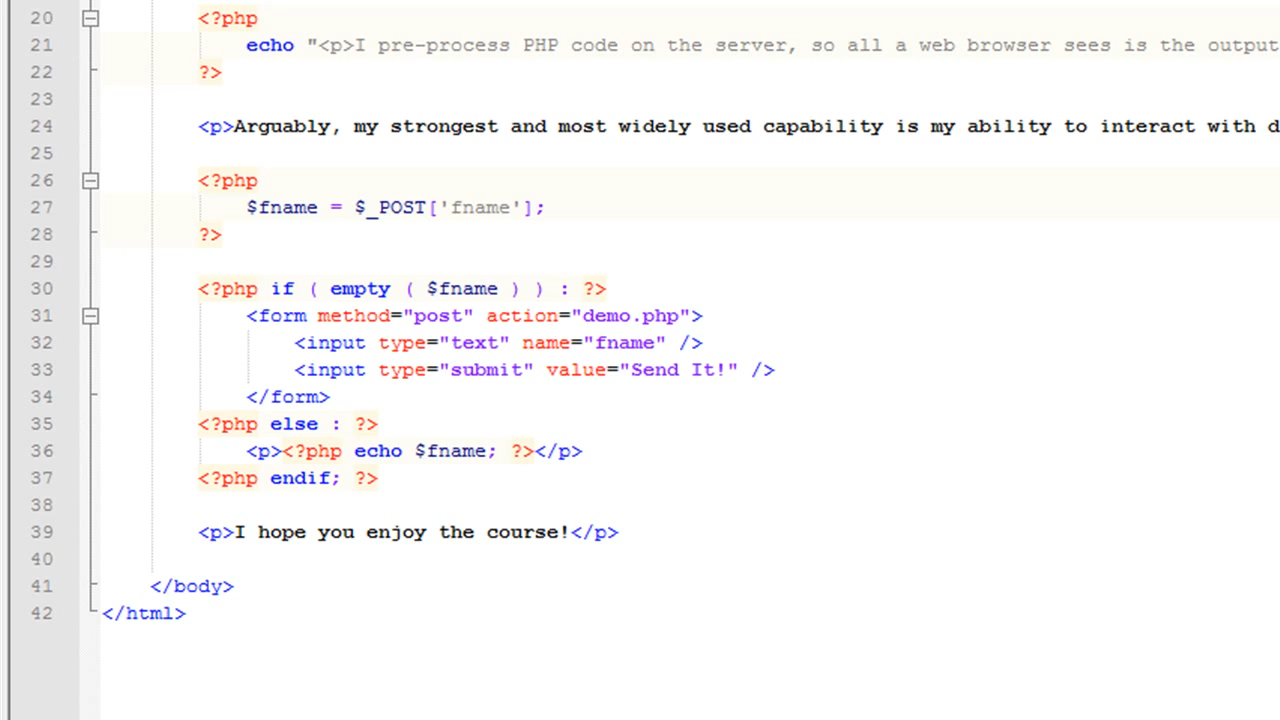 20 <?php
21 echo "<p>I pre-process PHP code on the server, so all a web browser sees is the output
22 ?>
23
24 <p>Arguably, my strongest and most widely used capability is my ability to interact with d
25
26 <?php
27 $fname = $_POST['fname'];
28 ?>
29
30 <?php if ( empty ( $fname ) ) : ?>
31 <form method="post" action="demo.php">
32 <input type="text" name="fname" />
33 <input type="submit" value="Send It!" />
34 </form>
35 <?php else : ?>
36 <p><?php echo $fname; ?></p>
37 <?php endif; ?>
38
39 <p>I hope you enjoy the course!</p>
40
41 </body>
42 </html>